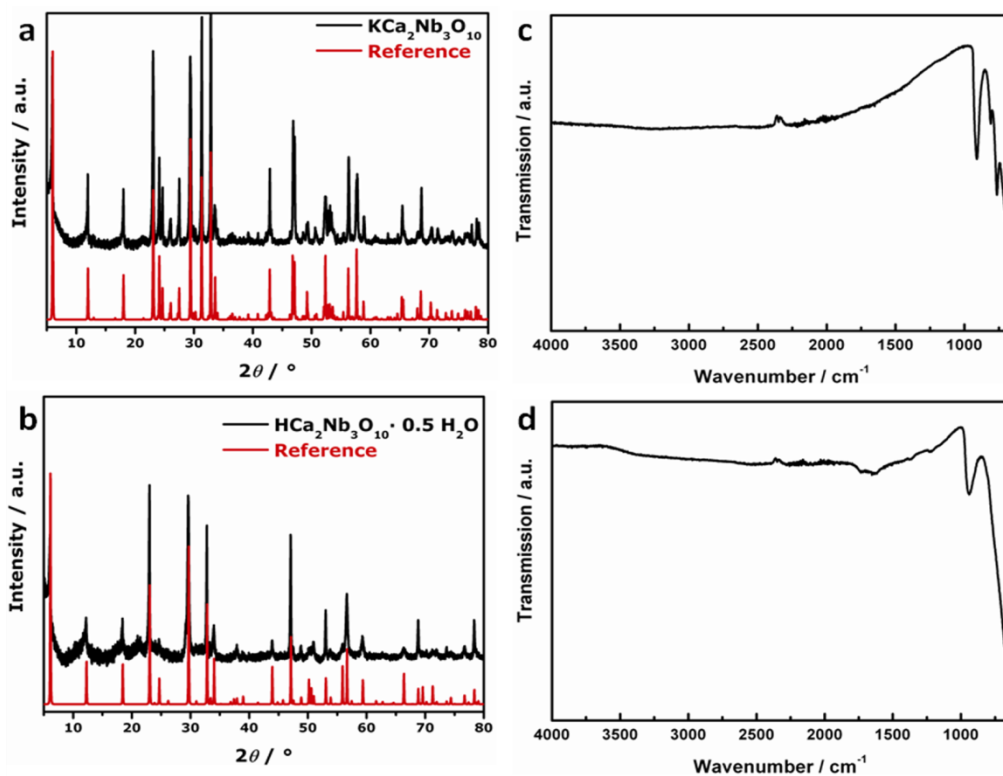 a
KCa₂Nb₃O₁₀
Reference
Intensity / a.u.
10 20 30 40 50 60 70 80
2θ / °
c
Transmission / a.u.
4000 3500 3000 2500 2000 1500 1000
Wavenumber / cm⁻¹
b
HCa₂Nb₃O₁₀· 0.5 H₂O
Reference
Intensity / a.u.
10 20 30 40 50 60 70 80
2θ / °
d
Transmission / a.u.
4000 3500 3000 2500 2000 1500 1000
Wavenumber / cm⁻¹